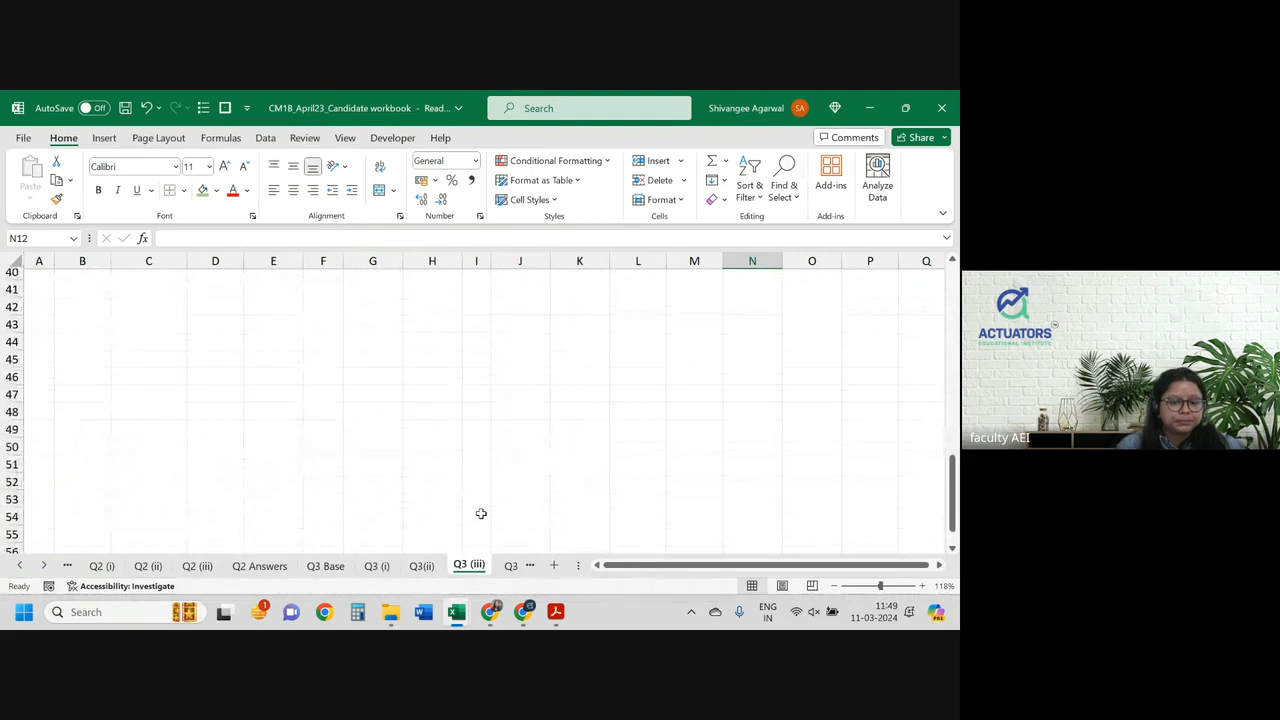 AutoSave Off CM1B_April23_Candidate workbook - Read... Search Shivangee Agarwal SA
File Home Insert Page Layout Formulas Data Review View Developer Help Comments Share
Paste Calibri 11 A A ab General Conditional Formatting Insert Sort & Filter Find & Select Add-ins Analyze Data
B I U A % Format as Table Delete
Cell Styles Format
Clipboard Font Alignment Number Styles Cells Editing Add-ins
N12 fx
A B C D E F G H I J K L M N O P Q
40
41
42
43
44
45
46
47
48
49
50
51
52
53
54
55
56
Q2 (i) Q2 (ii) Q2 (iii) Q2 Answers Q3 Base Q3 (i) Q3(ii) Q3 (iii) Q3
Ready Accessibility: Investigate 118%
Search 1 ENG IN 11:49 11-03-2024
ACTUATORS
EDUCATIONAL INSTITUTE
faculty AEI